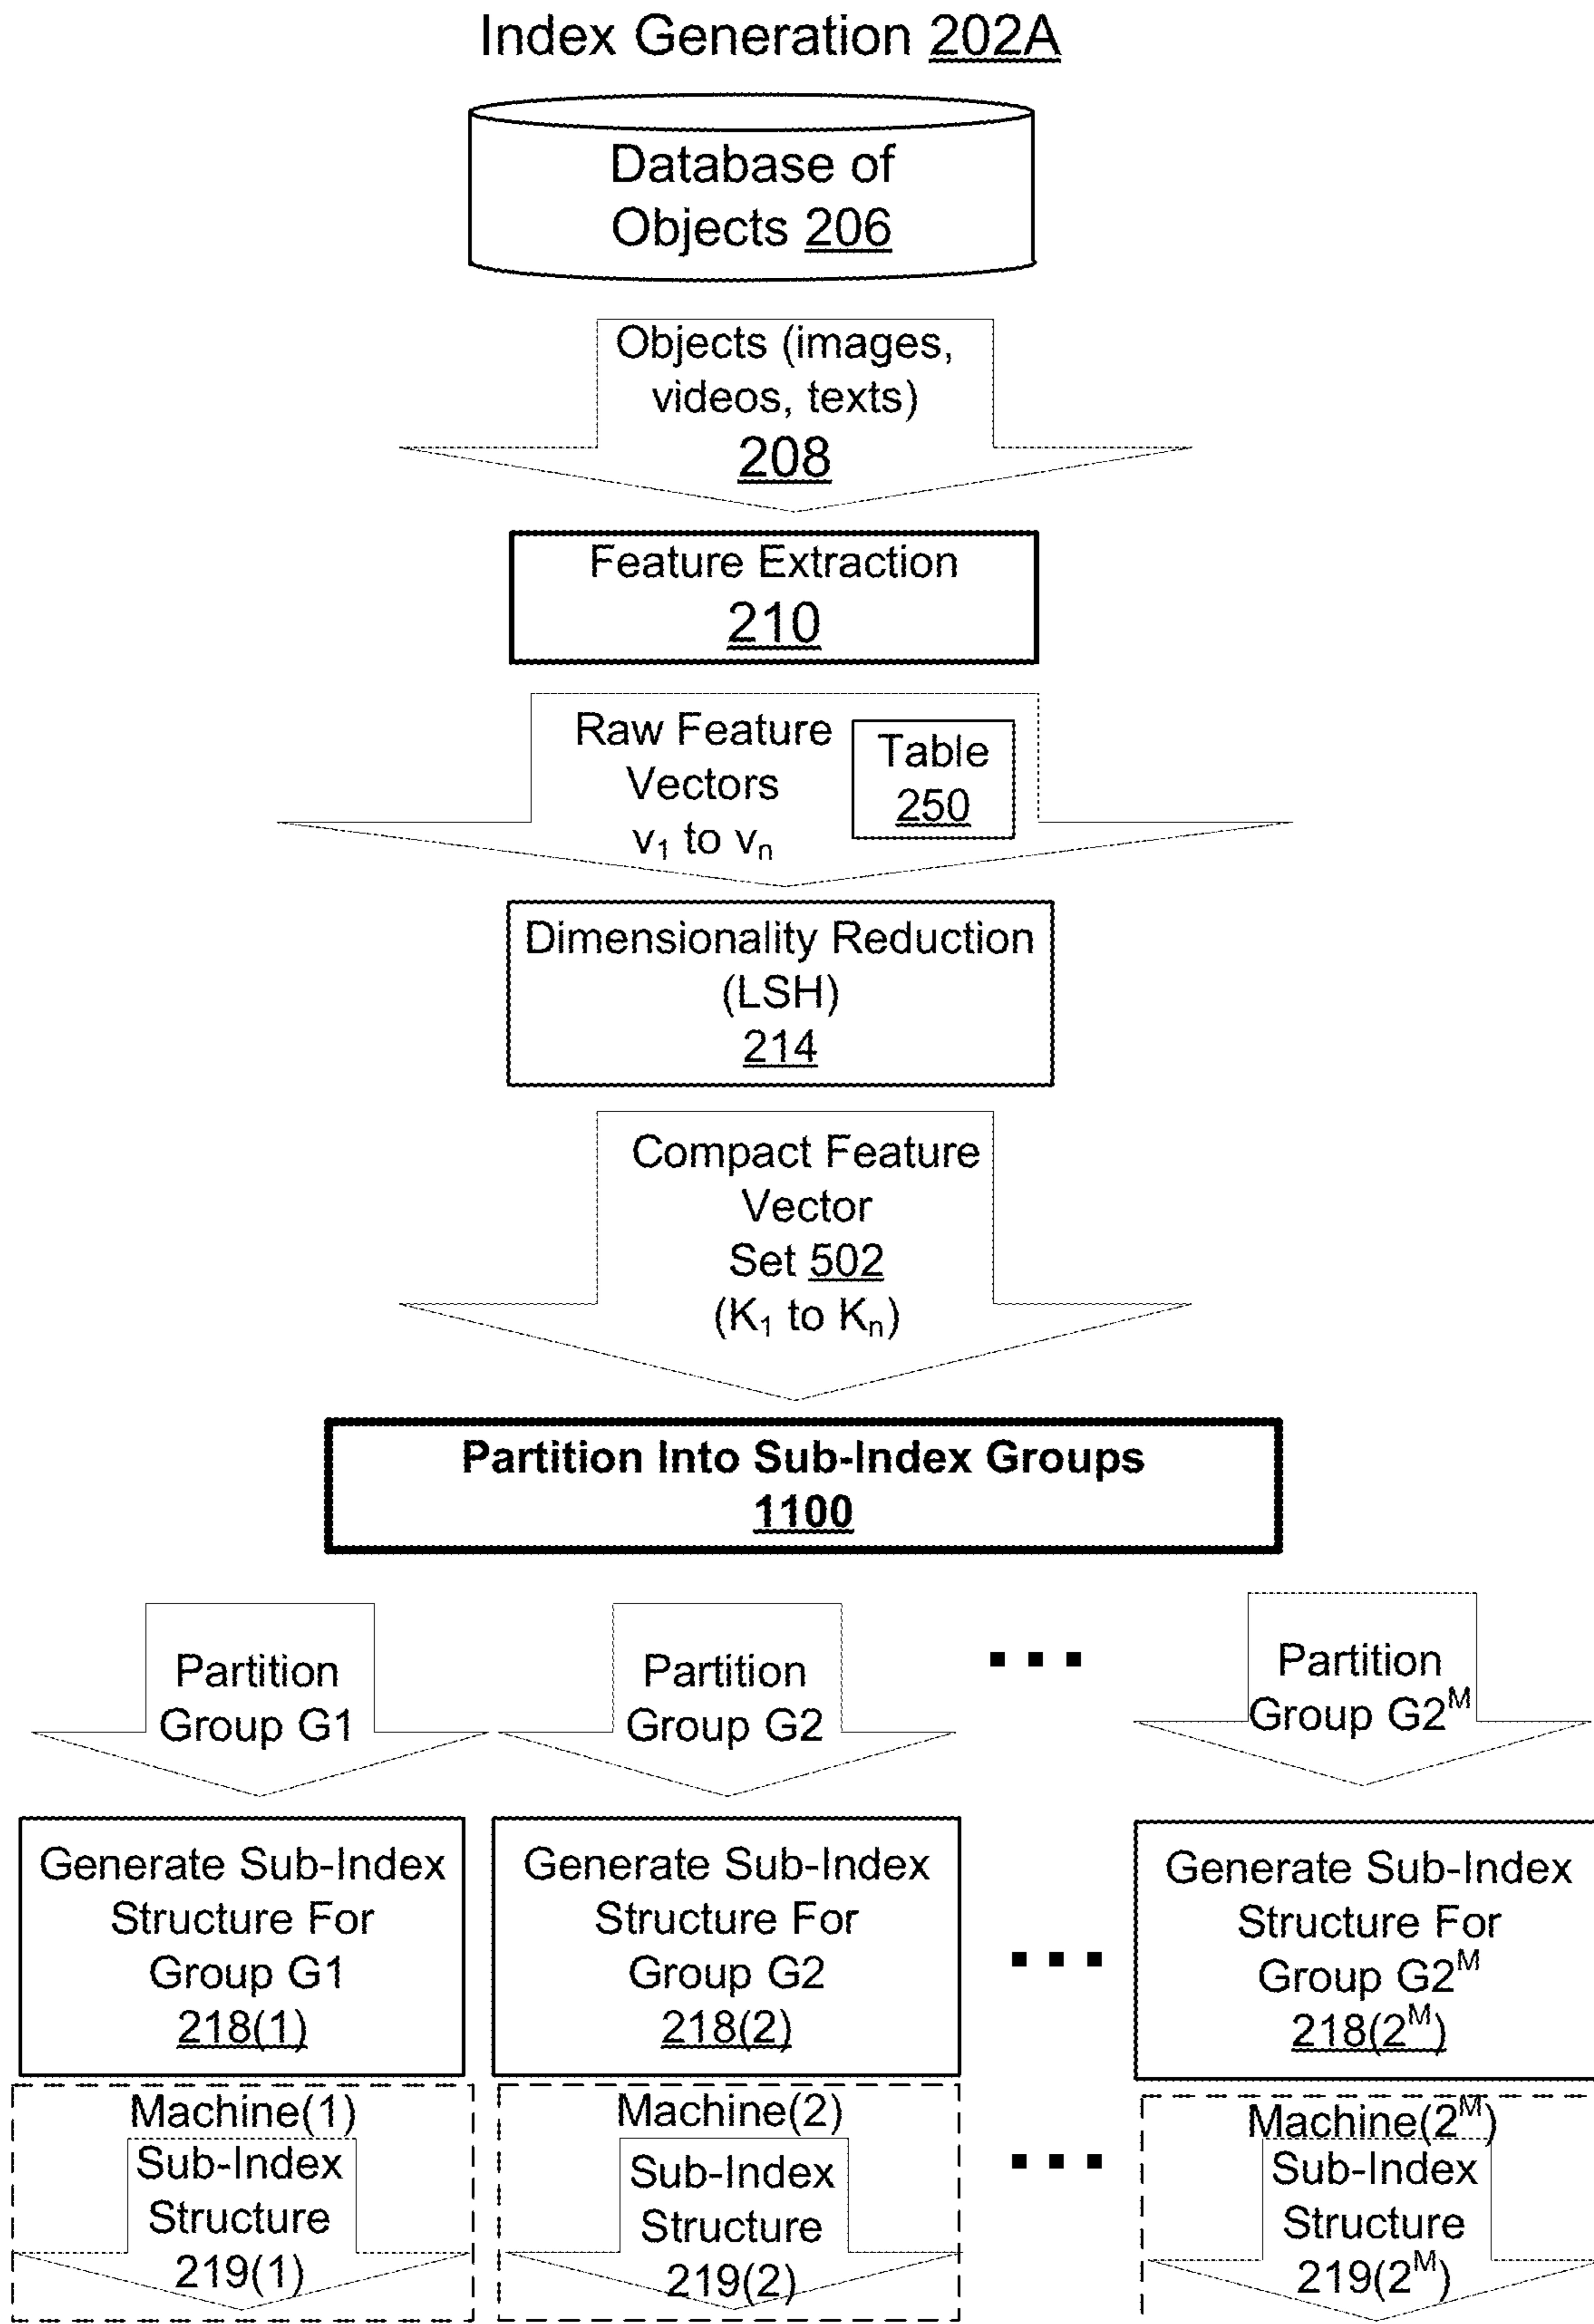 Index Generation 202A
Database of
Objects 206
Objects (images,
videos, texts)
208
Feature Extraction
210
Raw Feature
Vectors
v₁ to vₙ
Table
250
Dimensionality Reduction
(LSH)
214
Compact Feature
Vector
Set 502
(K₁ to Kₙ)
Partition Into Sub-Index Groups
1100
Partition
Group G1
Partition
Group G2
Partition
Group G2ᴹ
Generate Sub-Index
Structure For
Group G1
218(1)
Generate Sub-Index
Structure For
Group G2
218(2)
Generate Sub-Index
Structure For
Group G2ᴹ
218(2ᴹ)
Machine(1)
Sub-Index
Structure
219(1)
Machine(2)
Sub-Index
Structure
219(2)
Machine(2ᴹ)
Sub-Index
Structure
219(2ᴹ)